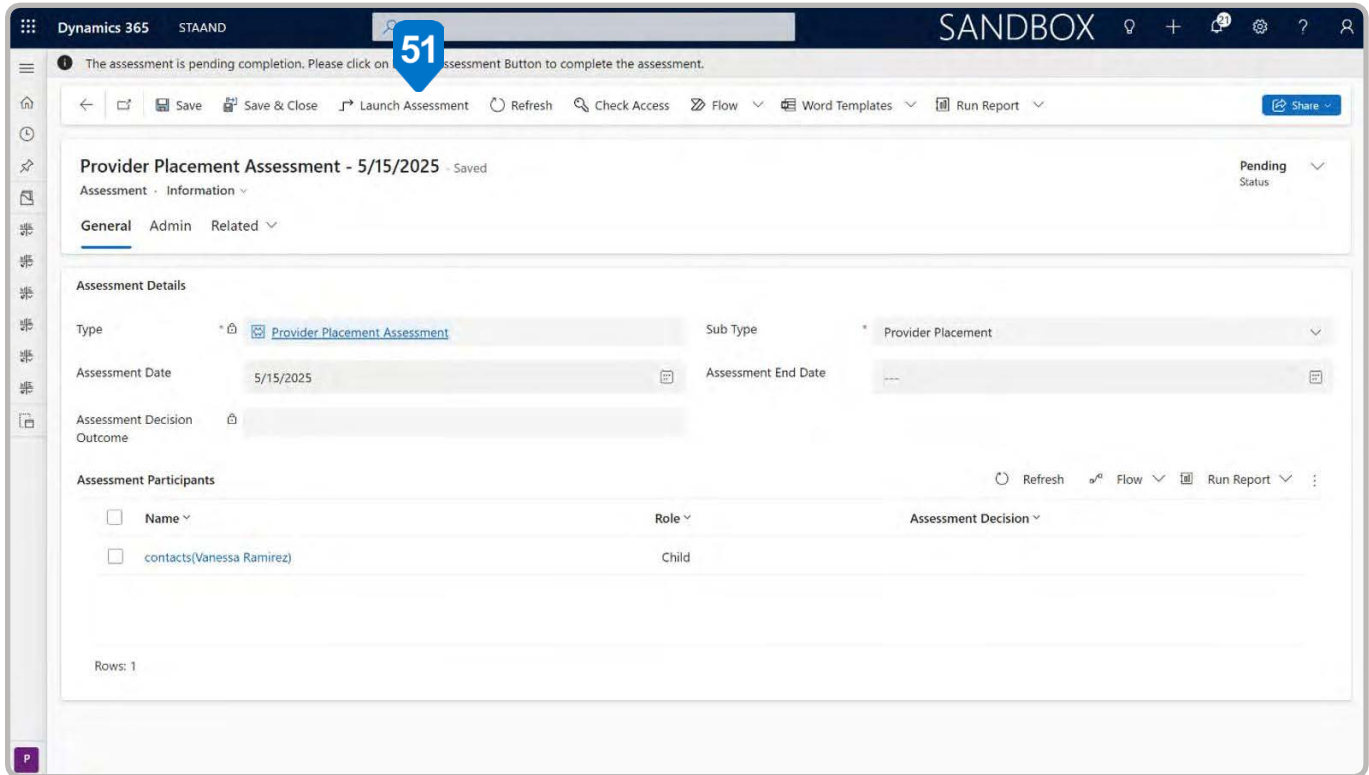 Dynamics 365 STAAND SANDBOX 21
51
The assessment is pending completion. Please click on ssessment Button to complete the assessment.
Save Save & Close Launch Assessment Refresh Check Access Flow Word Templates Run Report Share
Provider Placement Assessment - 5/15/2025 - Saved Pending
Assessment · Information Status
General Admin Related
Assessment Details
Type * Provider Placement Assessment Sub Type * Provider Placement
Assessment Date 5/15/2025 Assessment End Date ---
Assessment Decision
Outcome
Assessment Participants Refresh Flow Run Report
Name Role Assessment Decision
contacts(Vanessa Ramirez) Child
Rows: 1
P